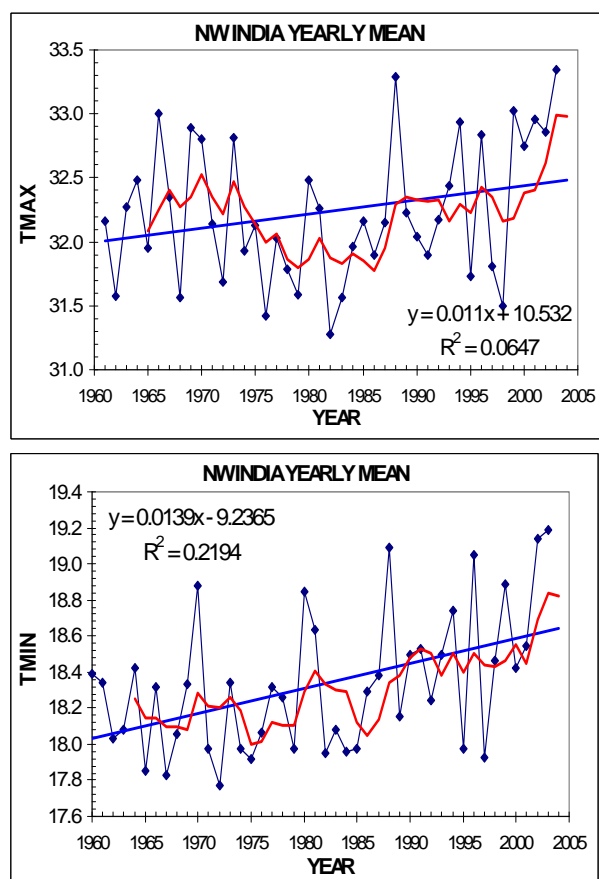 NW INDIA YEARLY MEAN
33.5
33.0
32.5
32.0
31.5
31.0
TMAX
y = 0.011x + 10.532
R² = 0.0647
1960 1965 1970 1975 1980 1985 1990 1995 2000 2005
YEAR
NW INDIA YEARLY MEAN
19.4
19.2
19.0
18.8
18.6
18.4
18.2
18.0
17.8
17.6
TMIN
y = 0.0139x - 9.2365
R² = 0.2194
1960 1965 1970 1975 1980 1985 1990 1995 2000 2005
YEAR